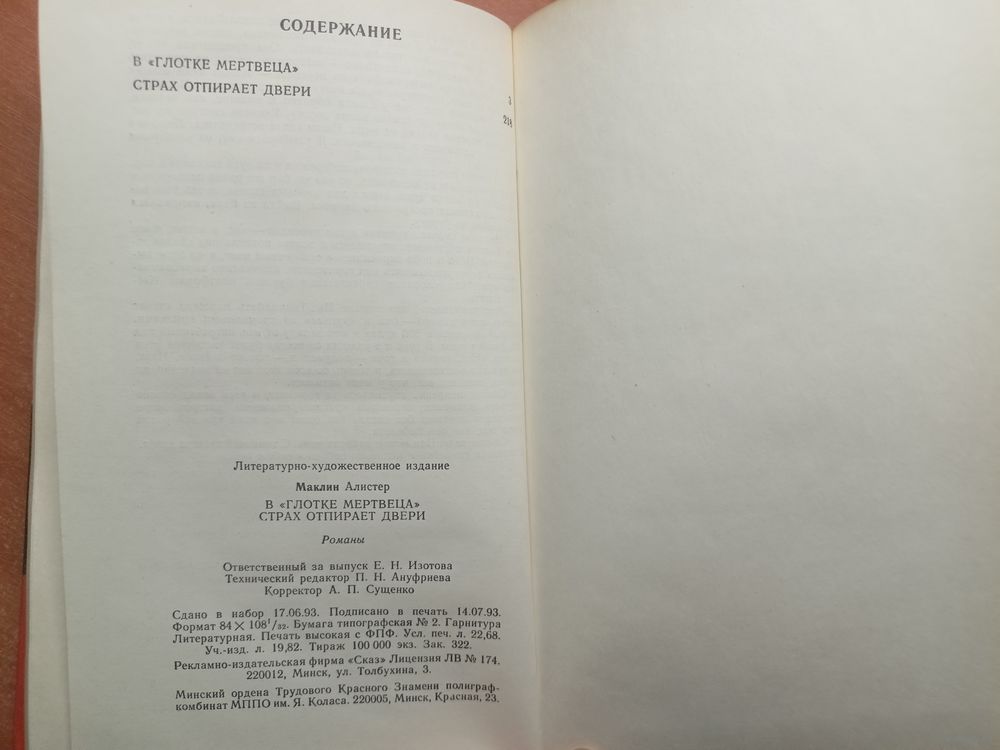 СОДЕРЖАНИЕ
В «ГЛОТКЕ МЕРТВЕЦА»
3
СТРАХ ОТПИРАЕТ ДВЕРИ
218
Литературно-художественное издание
Маклин Алистер
В «ГЛОТКЕ МЕРТВЕЦА»
СТРАХ ОТПИРАЕТ ДВЕРИ
Романы
Ответственный за выпуск Е. Н. Изотова
Технический редактор П. Н. Ануфриева
Корректор А. П. Сущенко
Сдано в набор 17.06.93. Подписано в печать 14.07.93.
Формат 84×108¹/₃₂. Бумага типографская № 2. Гарнитура
Литературная. Печать высокая с ФПФ. Усл. печ. л. 22,68.
Уч.-изд. л. 19,82. Тираж 100 000 экз. Зак. 322.
Рекламно-издательская фирма «Сказ» Лицензия ЛВ № 174.
220012, Минск, ул. Толбухина, 3.
Минский ордена Трудового Красного Знамени полиграф-
комбинат МППО им. Я. Коласа. 220005, Минск, Красная, 23.